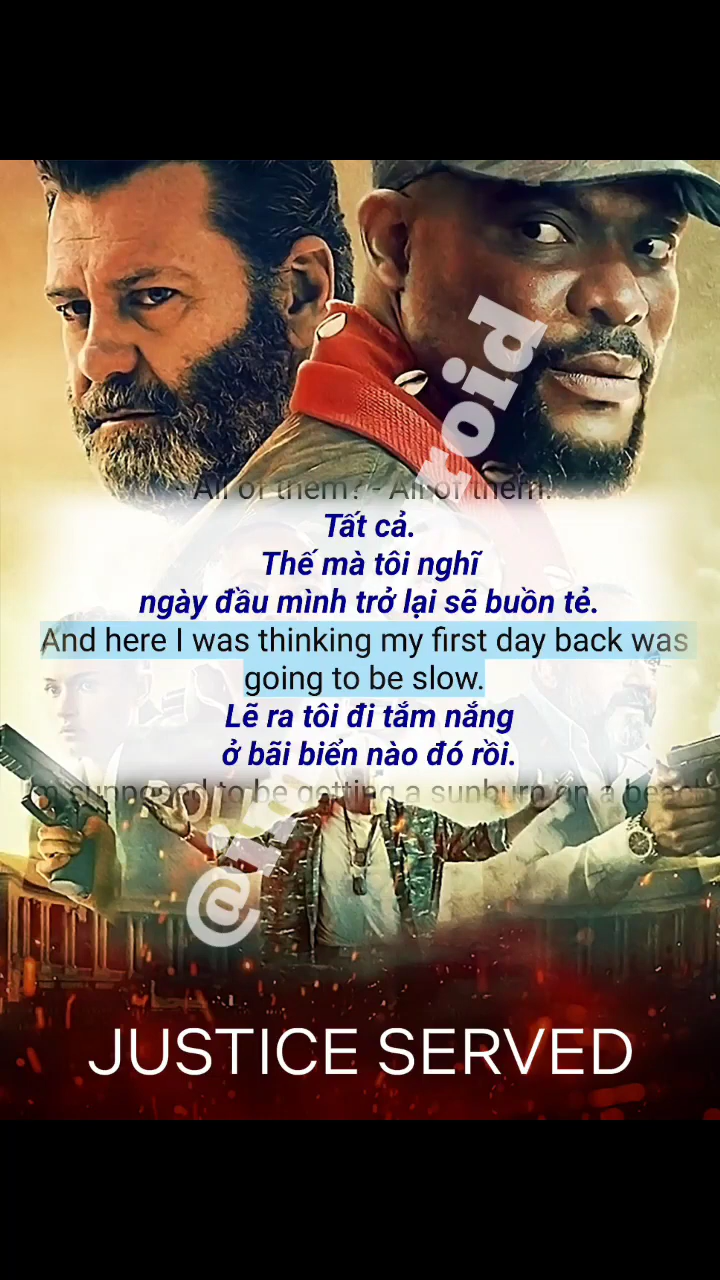 - All of them? - All of them.
Tất cả.
Thế mà tôi nghĩ
ngày đầu mình trở lại sẽ buồn tẻ.
And here I was thinking my first day back was
going to be slow.
Lẽ ra tôi đi tắm nắng
ở bãi biển nào đó rồi.
supposed to be getting a sunburn on a beach
roid
JUSTICE SERVED